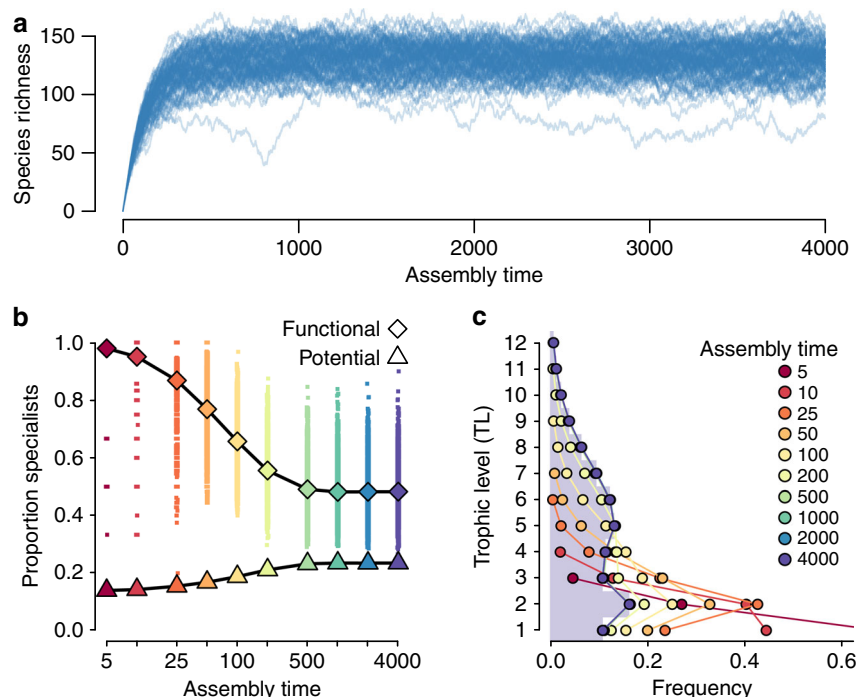 a
150
100
50
0
Species richness
0 1000 2000 3000 4000
Assembly time
b
Functional
Potential
1.0
0.8
0.6
0.4
0.2
0.0
Proportion specialists
5 25 100 500 4000
Assembly time
c
12
11
10
9
8
7
6
5
4
3
2
1
Trophic level (TL)
Assembly time
5
10
25
50
100
200
500
1000
2000
4000
0.0 0.2 0.4 0.6
Frequency